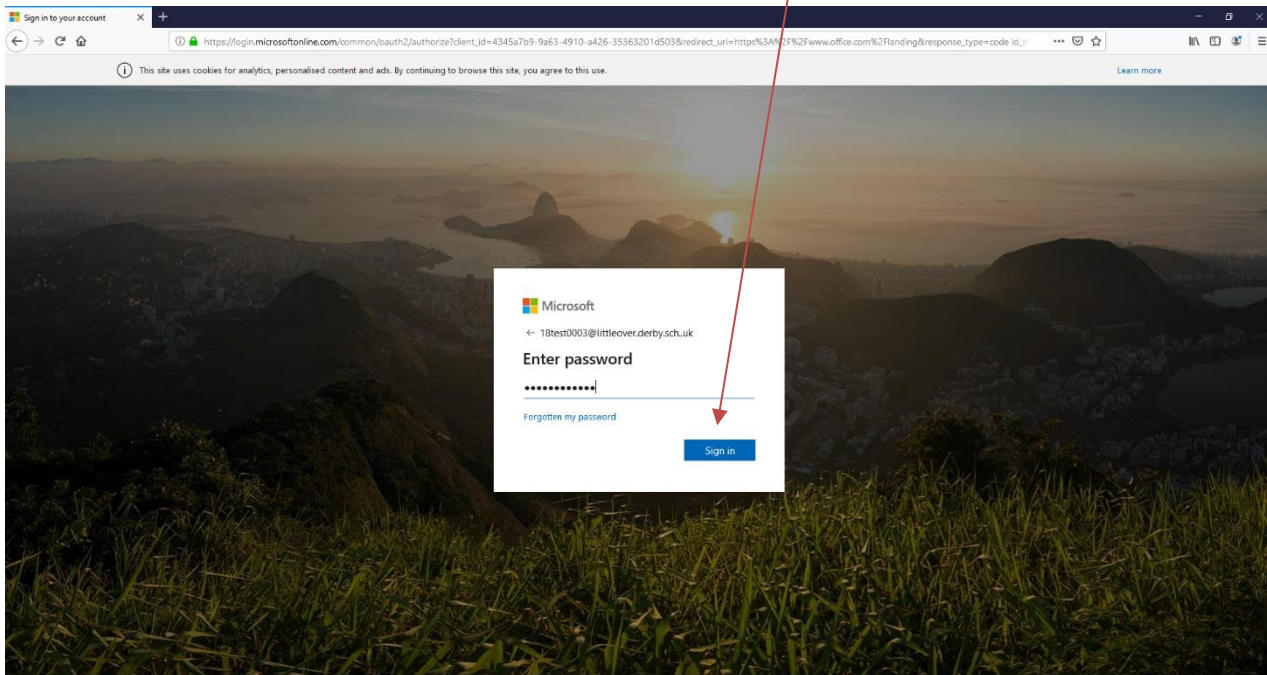 Sign in to your account
https://login.microsoftonline.com/common/oauth2/authorize?client_id=4345a7b9-9a63-4910-a426-35363201d503&redirect_uri=https%3A%2F%2Fwww.office.com%2Flanding&response_type=code id_t
This site uses cookies for analytics, personalised content and ads. By continuing to browse this site, you agree to this use.
Learn more
Microsoft
18test0003@littleover.derby.sch.uk
Enter password
Forgotten my password
Sign in